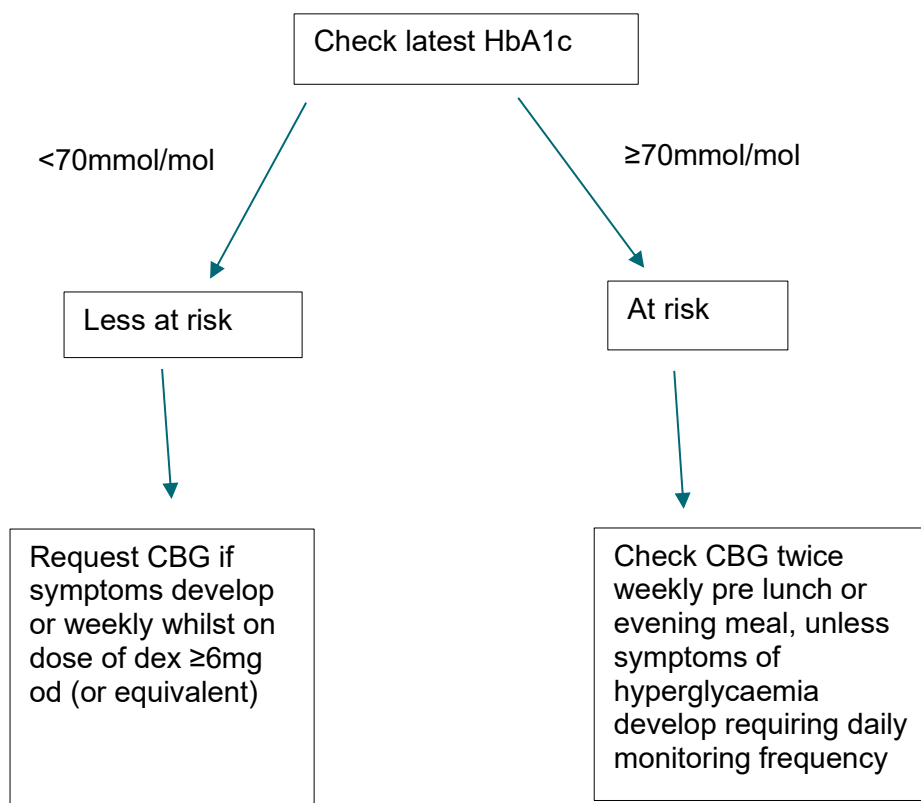 Check latest HbA1c
<70mmol/mol
≥70mmol/mol
Less at risk
At risk
Request CBG if
symptoms develop
or weekly whilst on
dose of dex ≥6mg
od (or equivalent)
Check CBG twice
weekly pre lunch or
evening meal, unless
symptoms of
hyperglycaemia
develop requiring daily
monitoring frequency